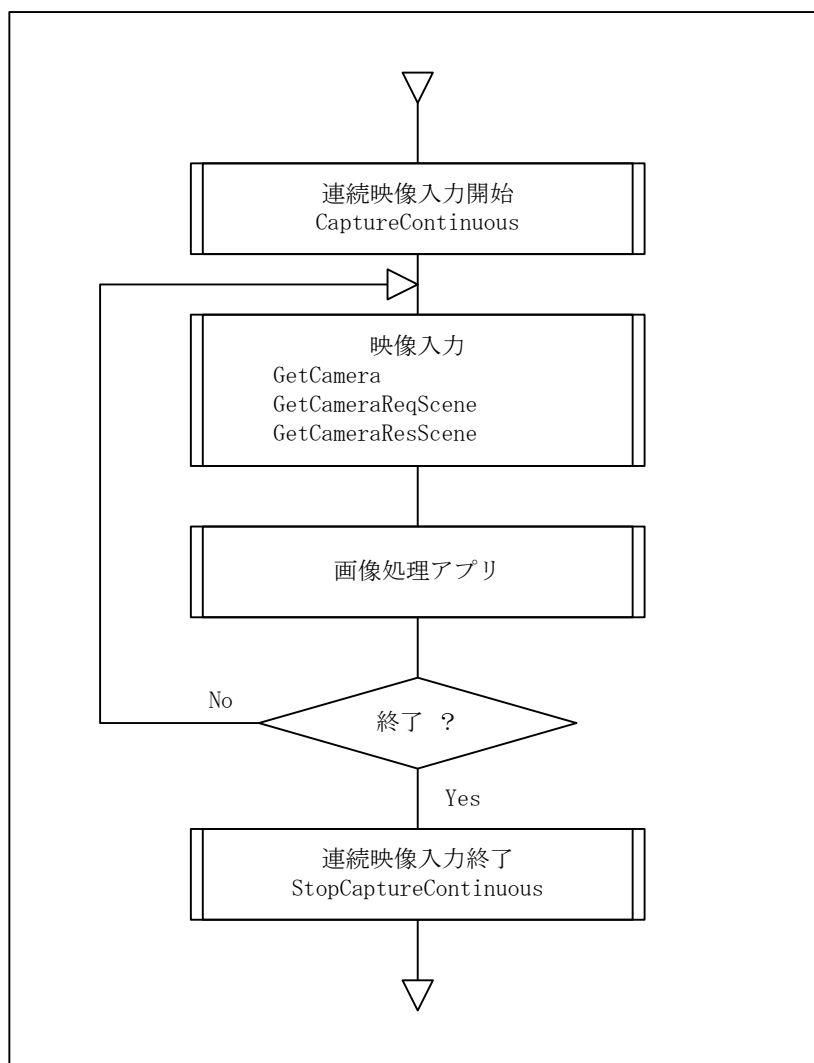 連続映像入力開始
CaptureContinuous
映像入力
GetCamera
GetCameraReqScene
GetCameraResScene
画像処理アプリ
No
終了 ？
Yes
連続映像入力終了
StopCaptureContinuous